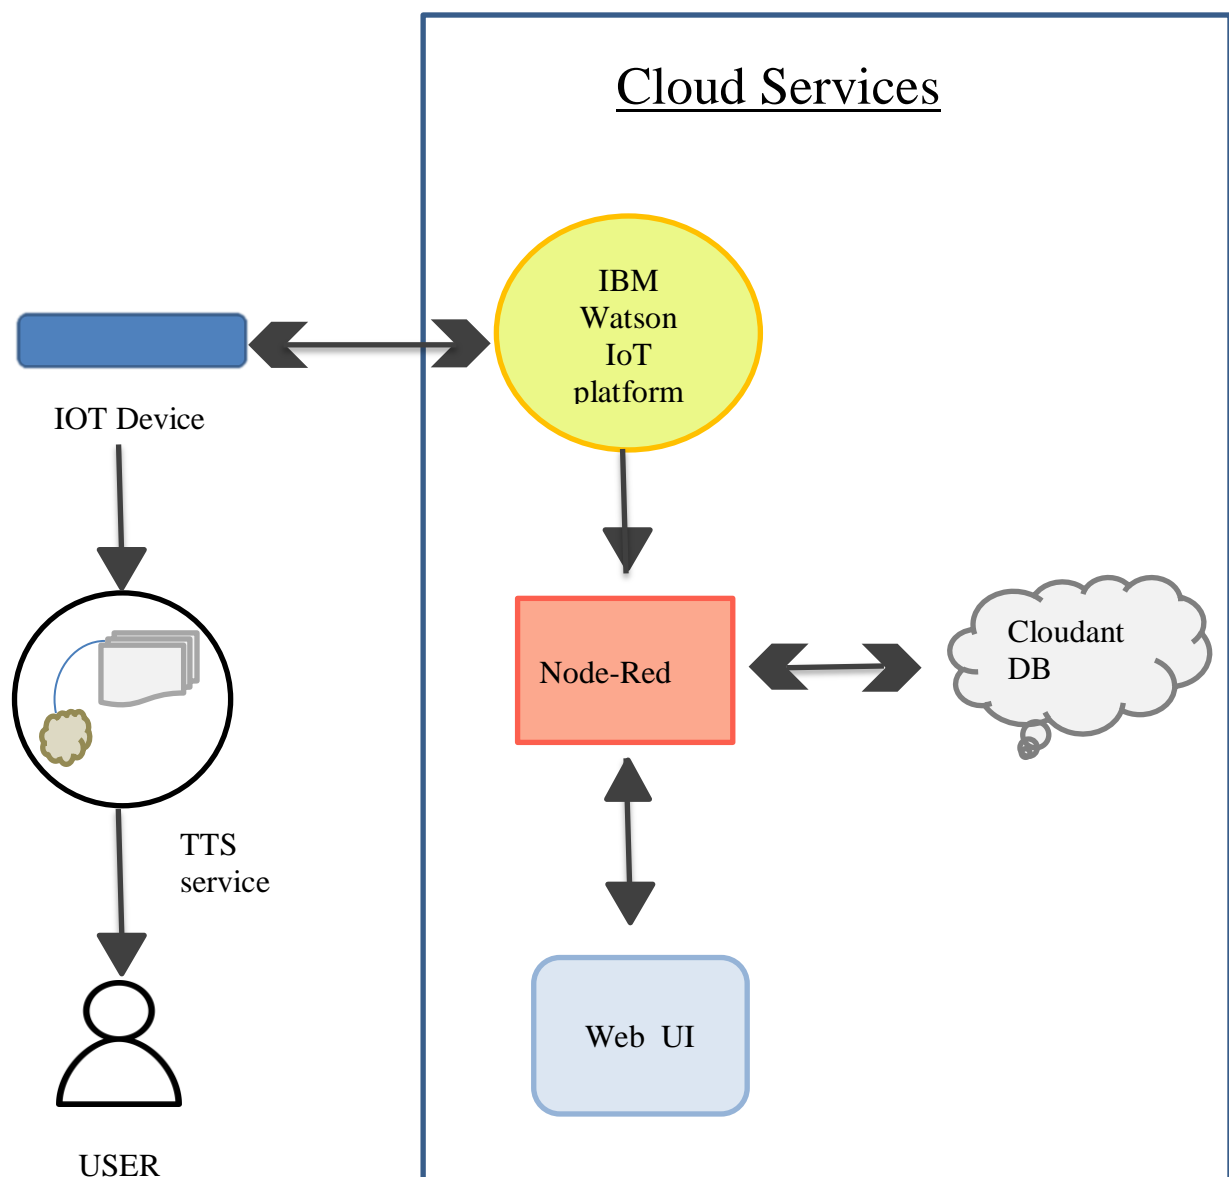 Cloud Services
IBM
Watson
IoT
platform
IOT Device
Node-Red
Cloudant
DB
TTS
service
Web UI
USER